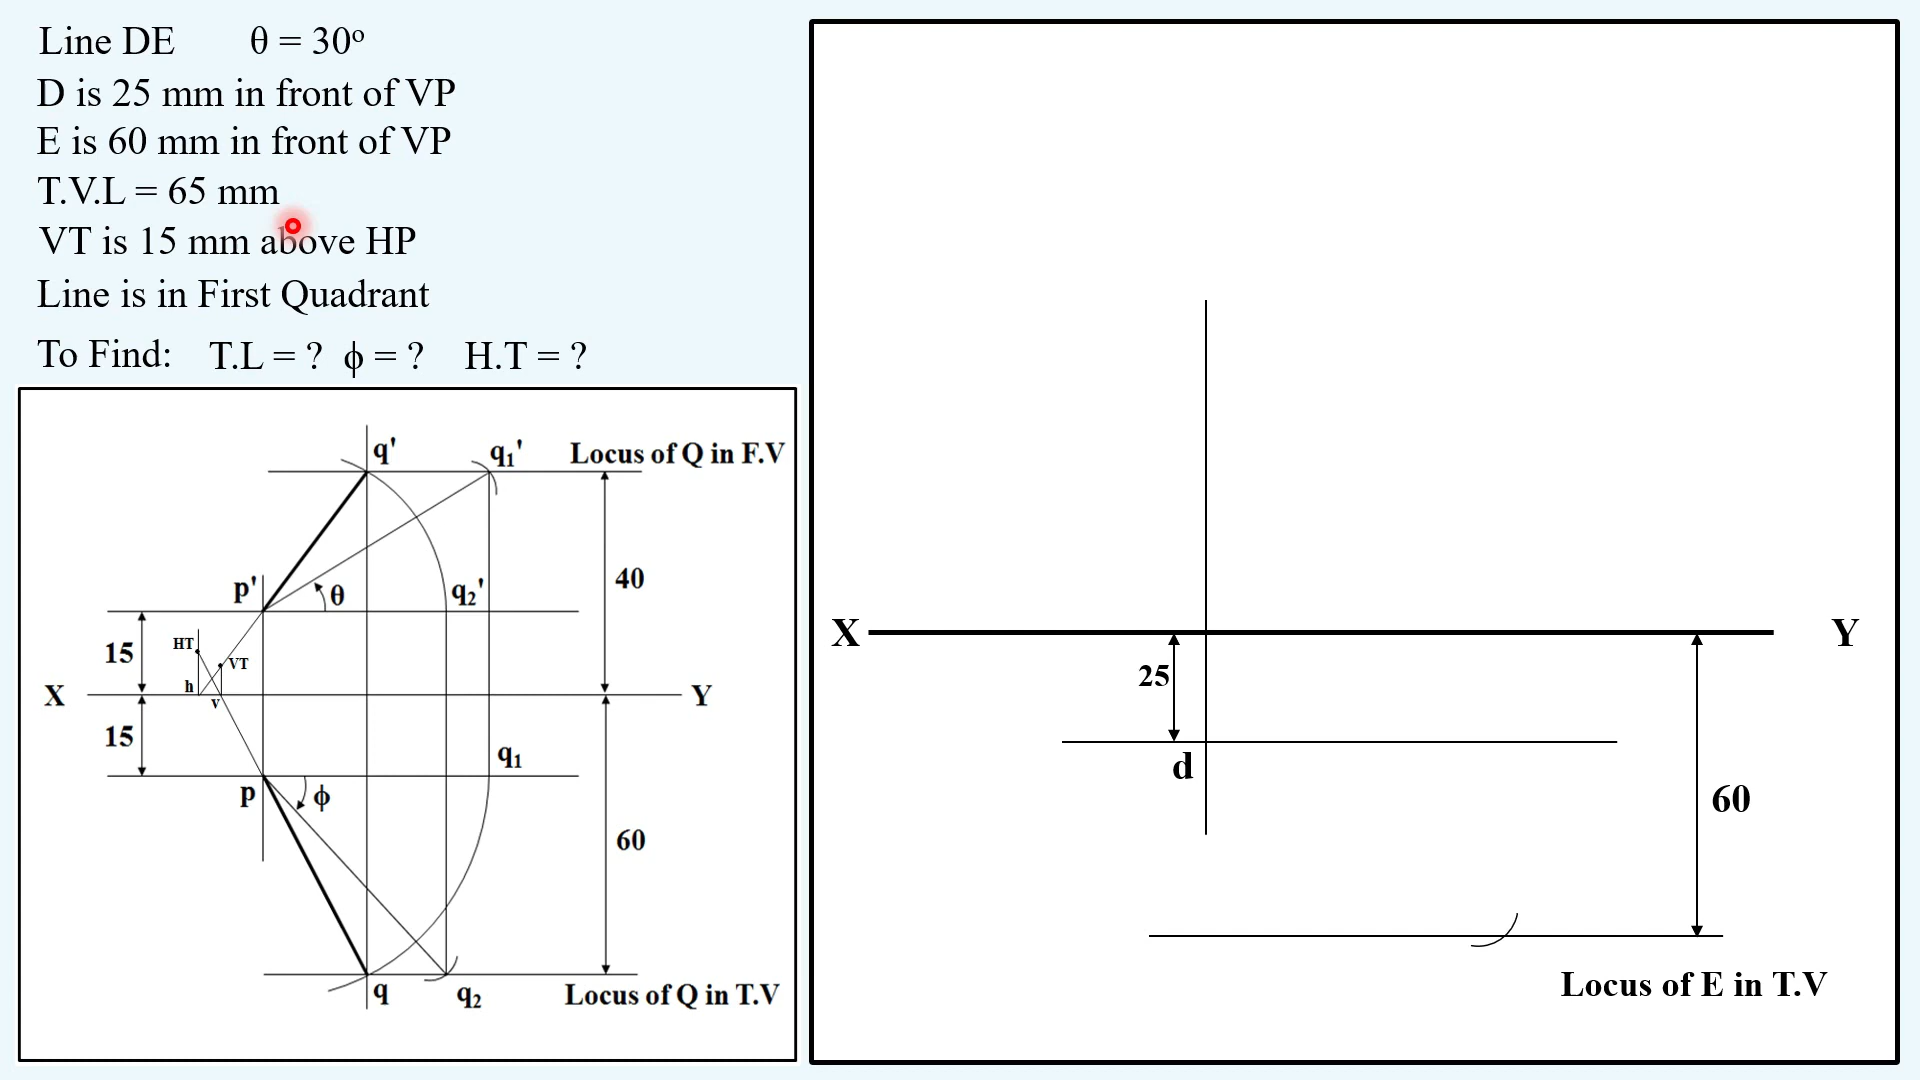 Line DE θ = 30°
D is 25 mm in front of VP
E is 60 mm in front of VP
T.V.L = 65 mm
VT is 15 mm above HP
Line is in First Quadrant
To Find: T.L = ? ϕ = ? H.T = ?
q' q₁' Locus of Q in F.V
40
p' θ q₂'
15
HT VT
h
X v Y
15
q₁
p ϕ
60
q q₂ Locus of Q in T.V
X Y
25
d
60
Locus of E in T.V